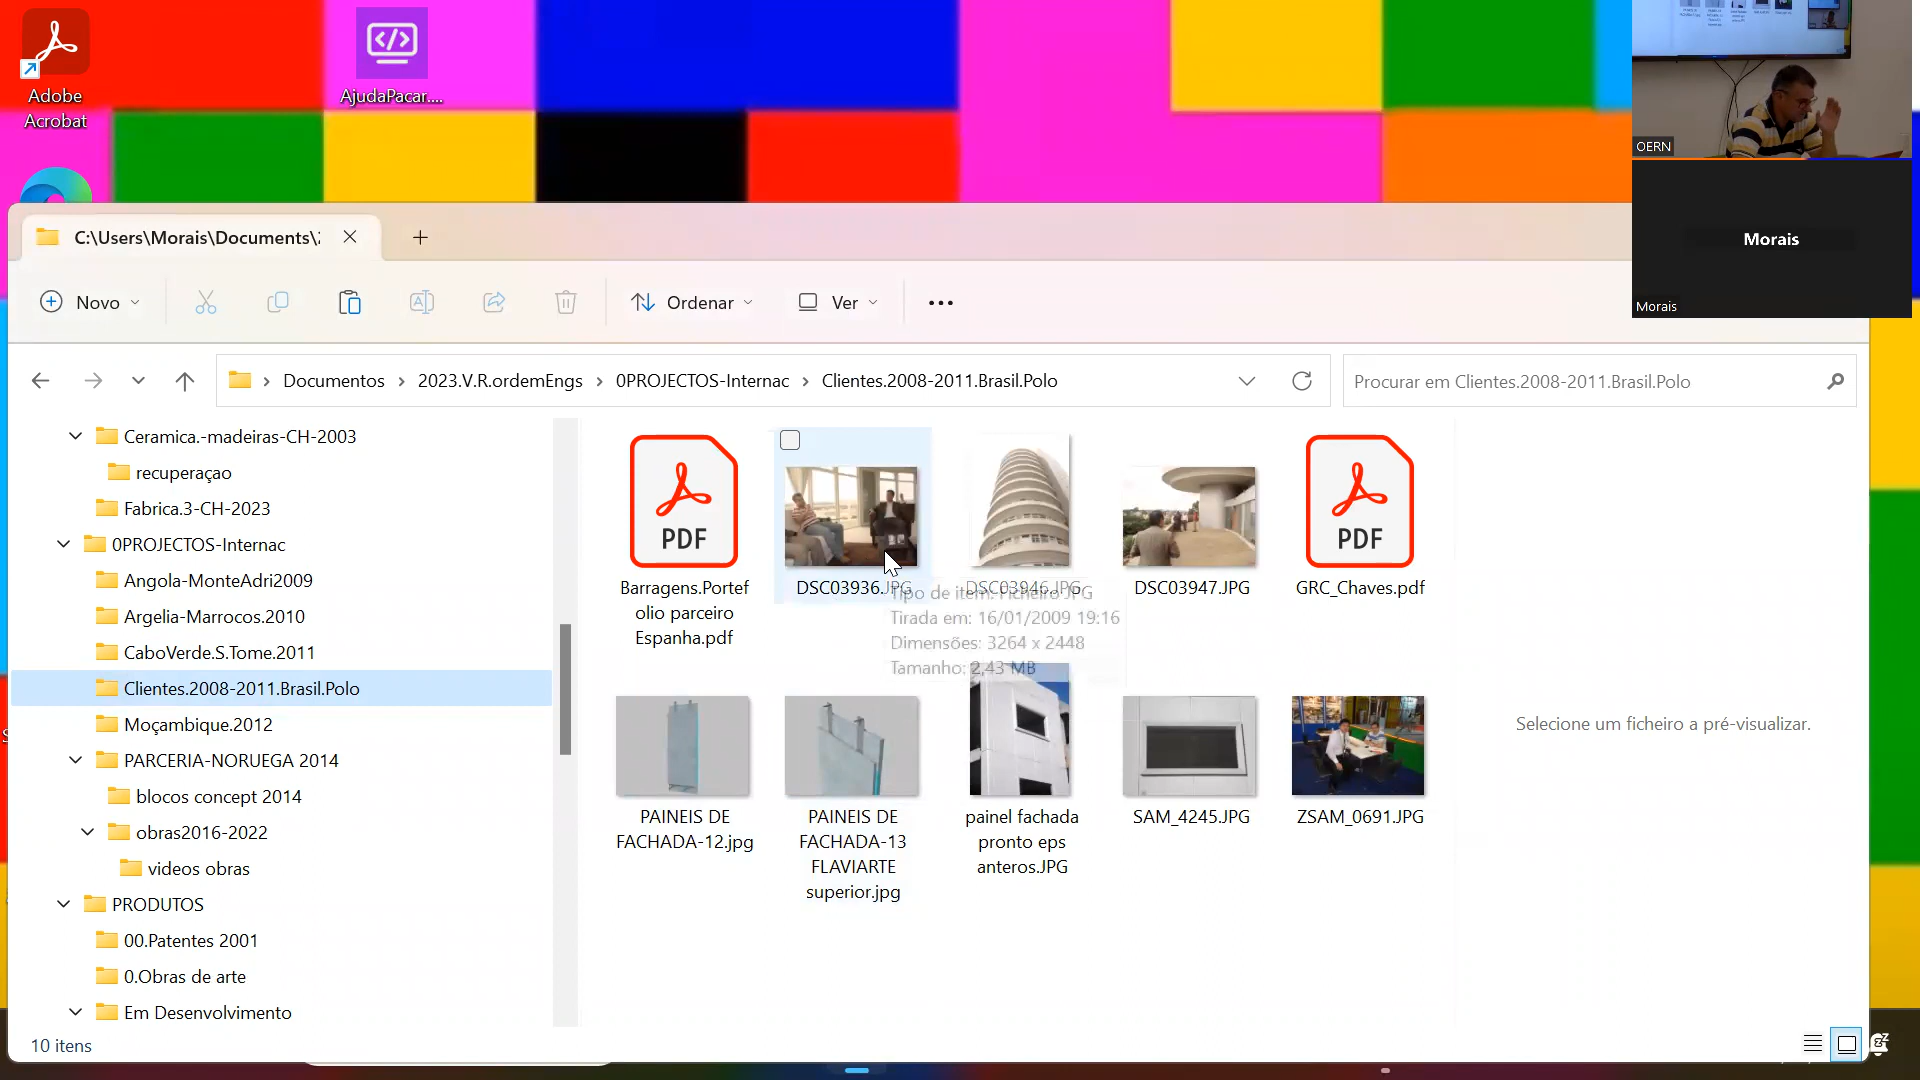 Adobe
Acrobat
AjudaPacar....
OERN
Morais
Morais
C:\Users\Morais\Documents\2
Novo
Ordenar
Ver
Documentos
2023.V.R.ordemEngs
0PROJECTOS-Internac
Clientes.2008-2011.Brasil.Polo
Procurar em Clientes.2008-2011.Brasil.Polo
Ceramica.-madeiras-CH-2003
recuperaçao
Fabrica.3-CH-2023
0PROJECTOS-Internac
Angola-MonteAdri2009
Argelia-Marrocos.2010
CaboVerde.S.Tome.2011
Clientes.2008-2011.Brasil.Polo
Moçambique.2012
PARCERIA-NORUEGA 2014
blocos concept 2014
obras2016-2022
videos obras
PRODUTOS
00.Patentes 2001
0.Obras de arte
Em Desenvolvimento
PDF
Barragens.Portef
olio parceiro
Espanha.pdf
DSC03936.JPG
DSC03946.JPG
DSC03947.JPG
PDF
GRC_Chaves.pdf
Tipo de item: Ficheiro JPG
Tirada em: 16/01/2009 19:16
Dimensões: 3264 x 2448
Tamanho: 2,43 MB
PAINEIS DE
FACHADA-12.jpg
PAINEIS DE
FACHADA-13
FLAVIARTE
superior.jpg
painel fachada
pronto eps
anteros.JPG
SAM_4245.JPG
ZSAM_0691.JPG
Selecione um ficheiro a pré-visualizar.
10 itens